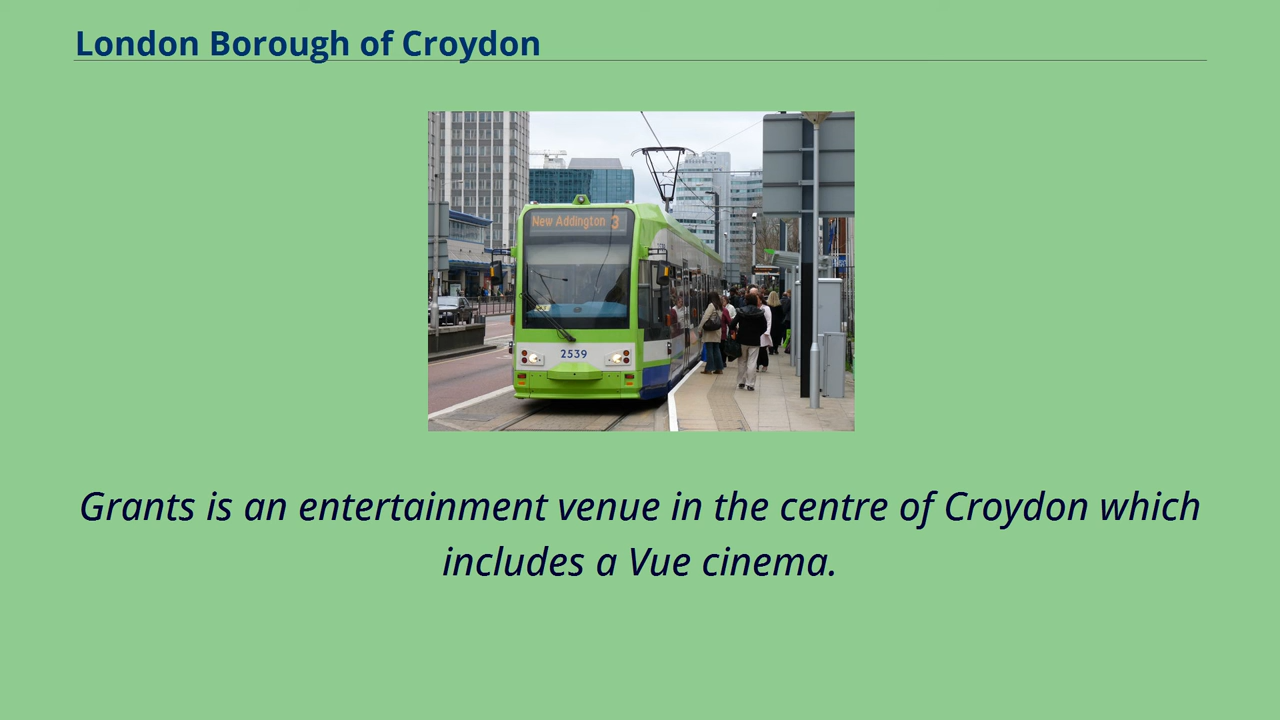 London Borough of Croydon
New Addington 3
2539
Grants is an entertainment venue in the centre of Croydon which
includes a Vue cinema.